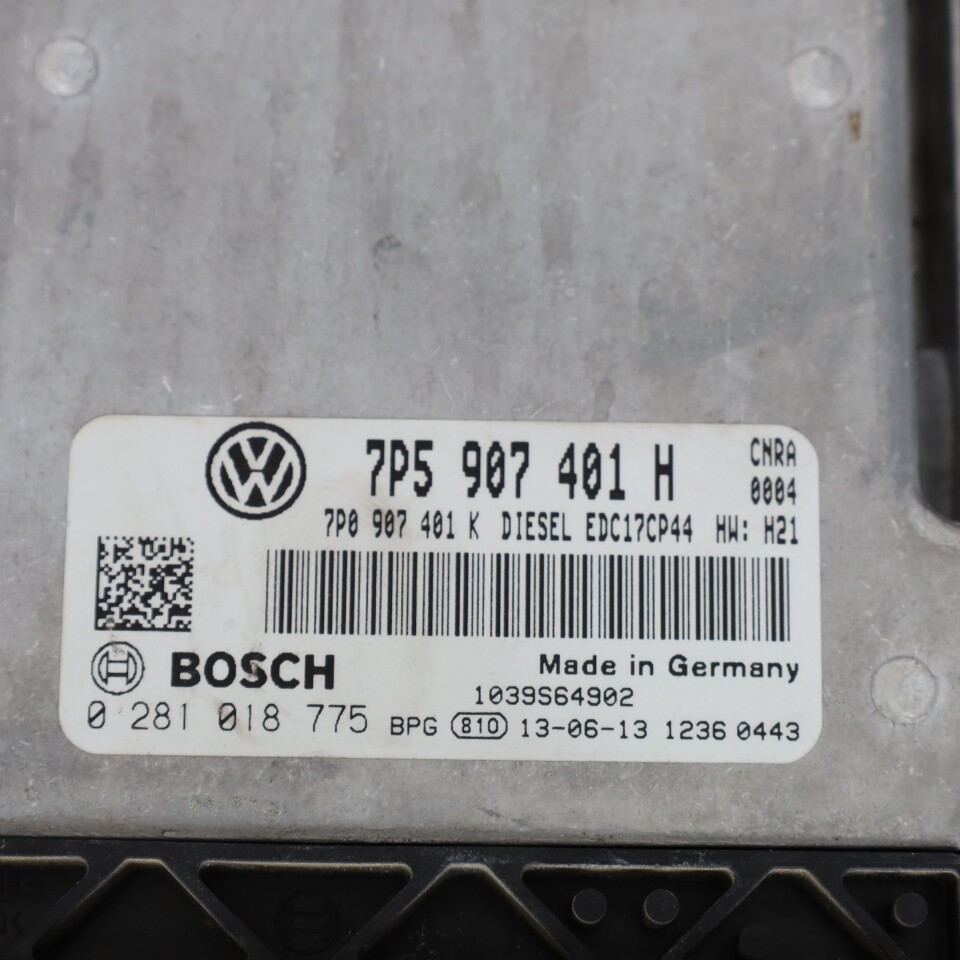 7P5 907 401 H CNRA
0004
7P0 907 401 K DIESEL EDC17CP44 HW: H21
BOSCH Made in Germany
1039S64902
0 281 018 775 BPG 810 13-06-13 1236 0443